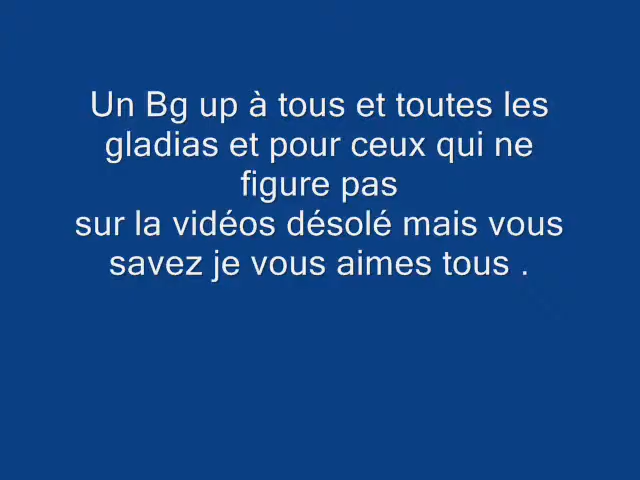 Un Bg up à tous et toutes les
gladias et pour ceux qui ne
figure pas
sur la vidéos désolé mais vous
savez je vous aimes tous .